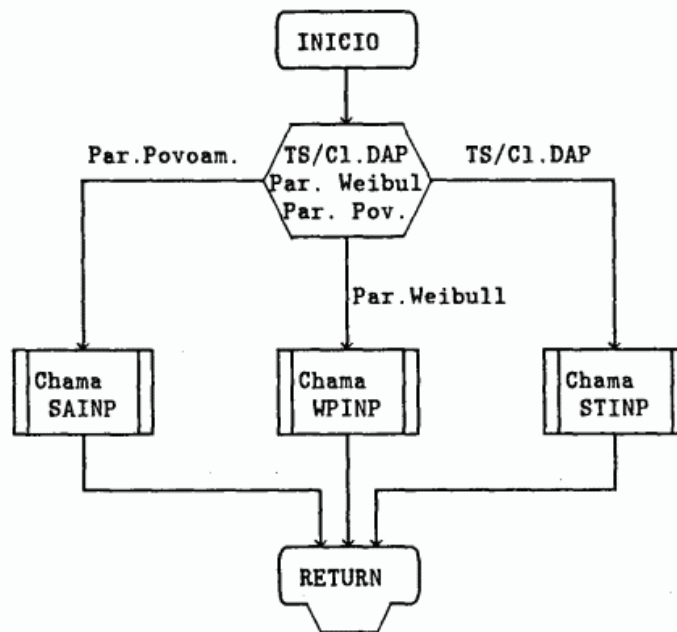 INICIO
Par.Povoam.
TS/Cl.DAP
Par. Weibul
Par. Pov.
TS/Cl.DAP
Par.Weibull
Chama
SAINP
Chama
WPINP
Chama
STINP
RETURN